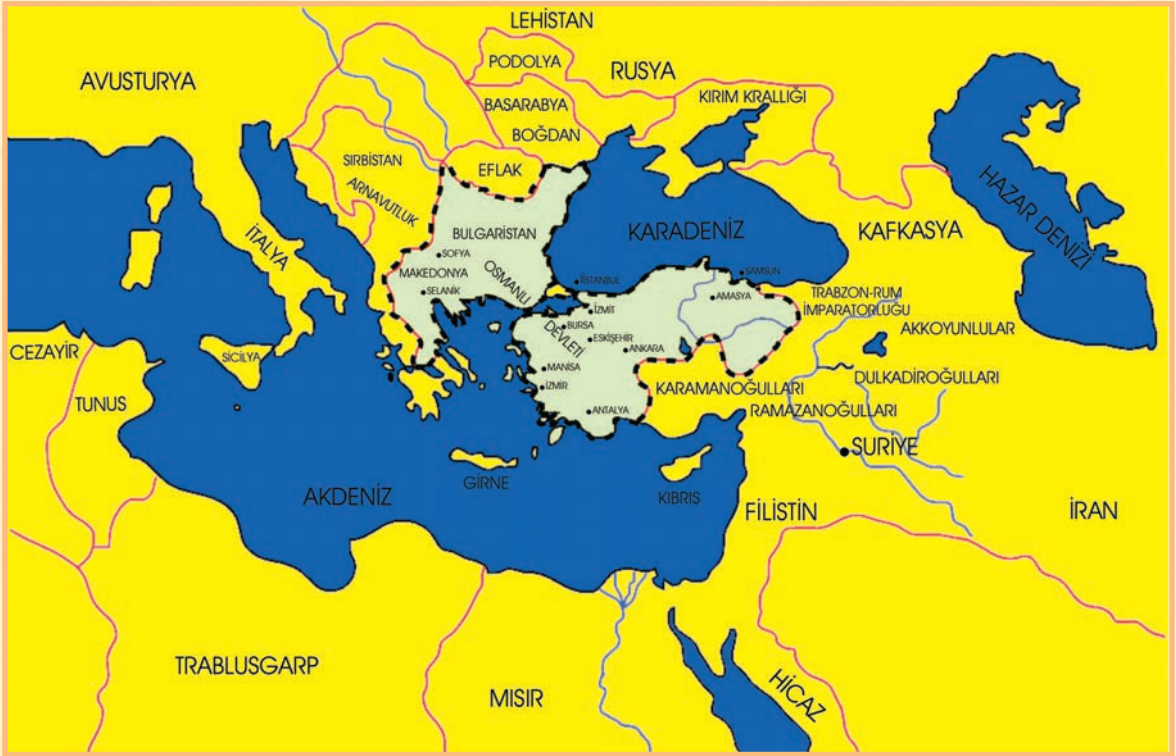 LEHİSTAN
PODOLYA
RUSYA
AVUSTURYA
KIRIM KRALLIĞI
BASARABYA
BOĞDAN
SIRBİSTAN
EFLAK
ARNAVUTLUK
HAZAR DENİZİ
İTALYA
BULGARİSTAN
KARADENİZ
KAFKASYA
SOFYA
MAKEDONYA
OSMANLI
DEVLETİ
SELANİK
İİSTANBUL
SAMSUN
AMASYA
TRABZON-RUM
İMPARATORLUĞU
İZMİT
BURSA
ESKİŞEHİR
ANKARA
AKKOYUNLULAR
CEZAYİR
SİCİLYA
MANİSA
İZMİR
KARAMANOĞULLARI
DULKADİROĞULLARI
TUNUS
ANTALYA
RAMAZANOĞULLARI
SURİYE
GİRNE
AKDENİZ
KIBRIS
FİLİSTİN
İRAN
TRABLUSGARP
MISIR
HİCAZ